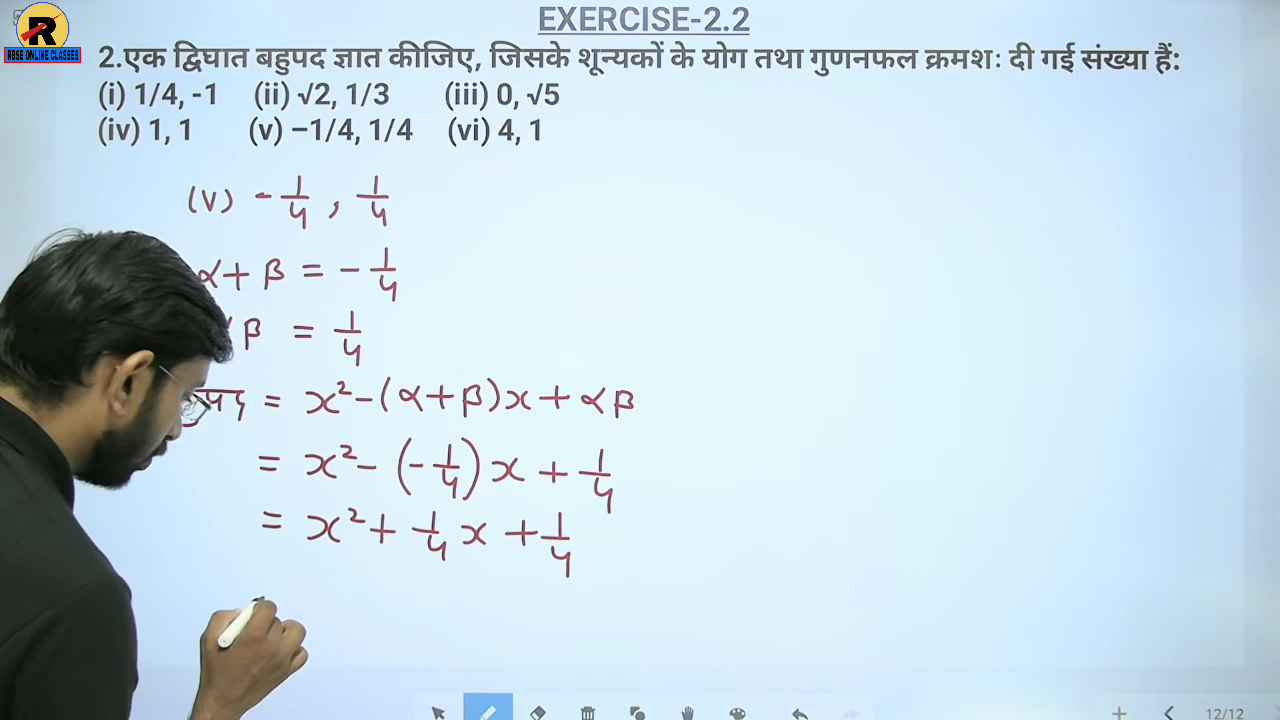 R
RBSE ONLINE CLASSES
EXERCISE-2.2
2.एक द्विघात बहुपद ज्ञात कीजिए, जिसके शून्यकों के योग तथा गुणनफल क्रमशः दी गई संख्या हैं:
(i) 1/4, -1 (ii) √2, 1/3 (iii) 0, √5
(iv) 1, 1 (v) −1/4, 1/4 (vi) 4, 1
(V) - 1/4 , 1/4
α + β = - 1/4
β = 1/4
= x² - (α + β)x + αβ
= x² - (- 1/4)x + 1/4
= x² + 1/4 x + 1/4
12/12